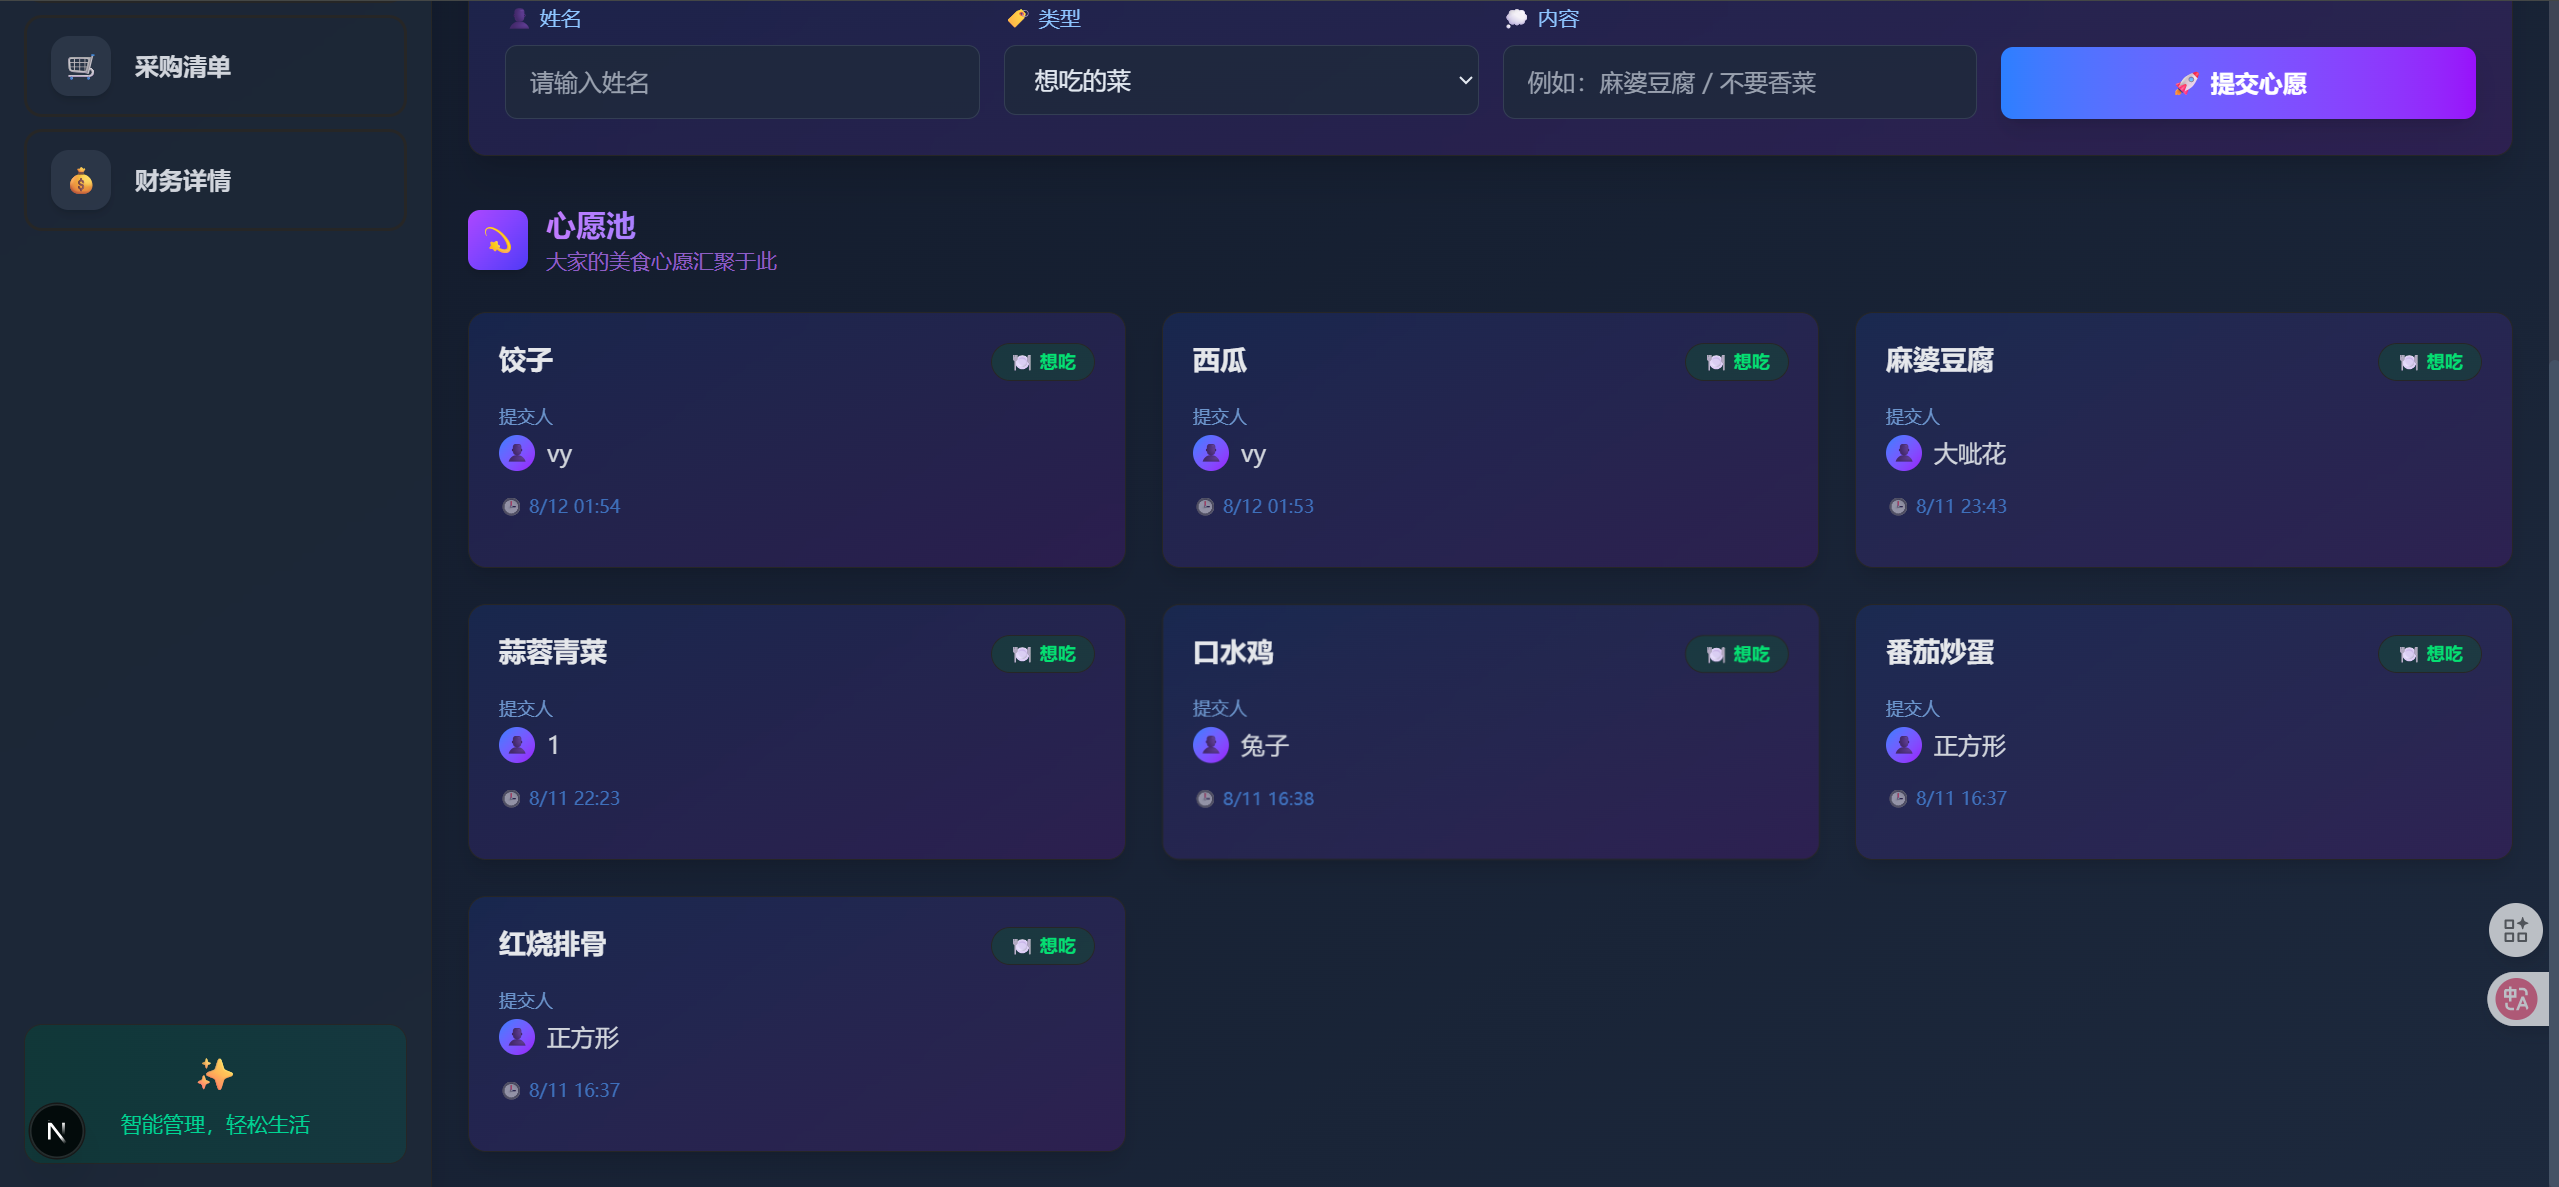 采购清单
财务详情
姓名
类型
内容
请输入姓名
想吃的菜
例如：麻婆豆腐 / 不要香菜
提交心愿
心愿池
大家的美食心愿汇聚于此
饺子
想吃
提交人
vy
8/12 01:54
西瓜
想吃
提交人
vy
8/12 01:53
麻婆豆腐
想吃
提交人
大呲花
8/11 23:43
蒜蓉青菜
想吃
提交人
1
8/11 22:23
口水鸡
想吃
提交人
兔子
8/11 16:38
番茄炒蛋
想吃
提交人
正方形
8/11 16:37
红烧排骨
想吃
提交人
正方形
8/11 16:37
智能管理，轻松生活
N
中A